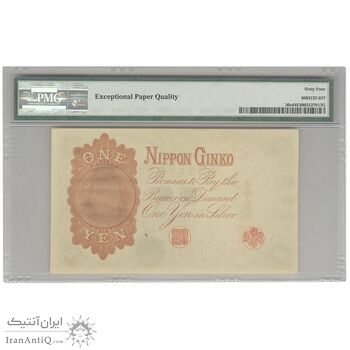 PMG
Exceptional Paper Quality
Sixty Four
ONE
YEN
NIPPON GINKO
Promises to Pay the
Bearer on Demand
One Yen in Silver
ایران آنتیک
IranAntiQ.com